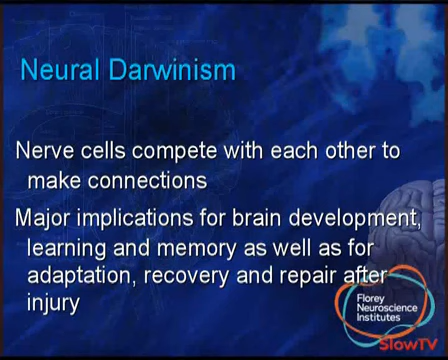 Neural Darwinism
Nerve cells compete with each other to
make connections
Major implications for brain development,
learning and memory as well as for
adaptation, recovery and repair after
injury
Florey
Neuroscience
Institutes
SlowTV